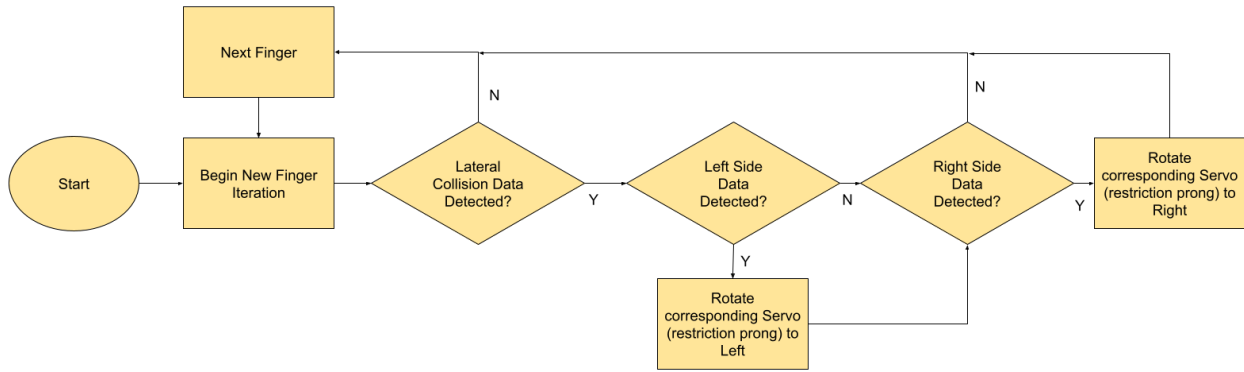 Next Finger
Start
Begin New Finger
Iteration
Lateral
Collision Data
Detected?
N
Y
Left Side
Data
Detected?
N
Y
Rotate
corresponding Servo
(restriction prong) to
Left
Right Side
Data
Detected?
N
Y
Rotate
corresponding Servo
(restriction prong) to
Right